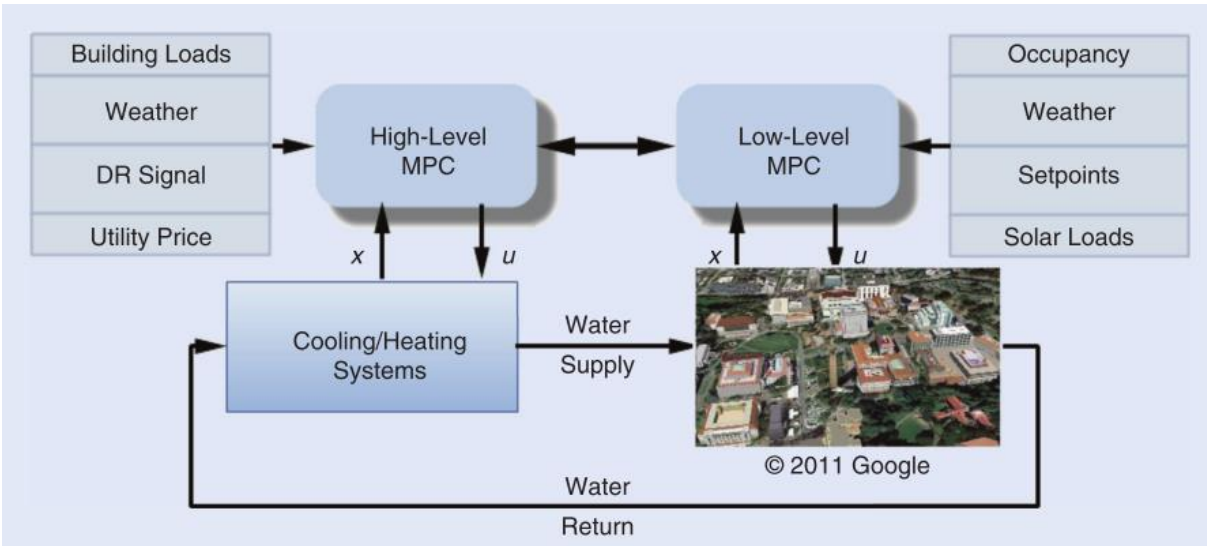 Building Loads
Weather
DR Signal
Utility Price
High-Level
MPC
Low-Level
MPC
Occupancy
Weather
Setpoints
Solar Loads
x
u
x
u
Cooling/Heating
Systems
Water
Supply
© 2011 Google
Water
Return